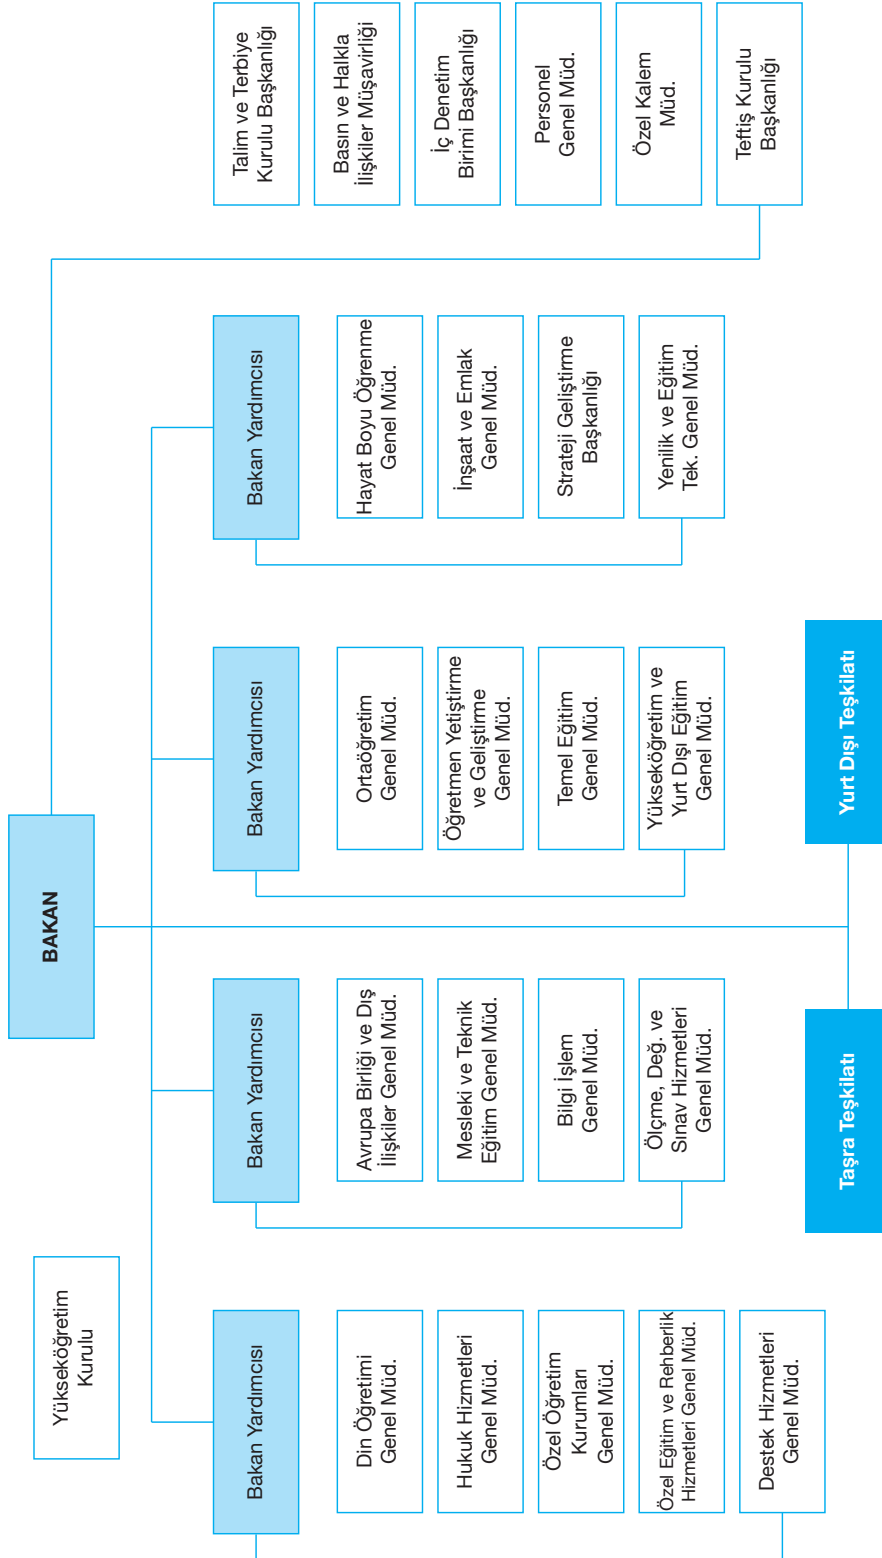 Yükseköğretim
Kurulu
BAKAN
Bakan Yardımcısı
Din Öğretimi
Genel Müd.
Hukuk Hizmetleri
Genel Müd.
Özel Öğretim
Kurumları
Genel Müd.
Özel Eğitim ve Rehberlik
Hizmetleri Genel Müd.
Destek Hizmetleri
Genel Müd.
Bakan Yardımcısı
Avrupa Birliği ve Dış
İlişkiler Genel Müd.
Mesleki ve Teknik
Eğitim Genel Müd.
Bilgi İşlem
Genel Müd.
Ölçme, Değ. ve
Sınav Hizmetleri
Genel Müd.
Bakan Yardımcısı
Ortaöğretim
Genel Müd.
Öğretmen Yetiştirme
ve Geliştirme
Genel Müd.
Temel Eğitim
Genel Müd.
Yükseköğretim ve
Yurt Dışı Eğitim
Genel Müd.
Bakan Yardımcısı
Hayat Boyu Öğrenme
Genel Müd.
İnşaat ve Emlak
Genel Müd.
Strateji Geliştirme
Başkanlığı
Yenilik ve Eğitim
Tek. Genel Müd.
Talim ve Terbiye
Kurulu Başkanlığı
Basın ve Halkla
İlişkiler Müşavirliği
İç Denetim
Birimi Başkanlığı
Personel
Genel Müd.
Özel Kalem
Müd.
Teftiş Kurulu
Başkanlığı
Taşra Teşkilatı
Yurt Dışı Teşkilatı